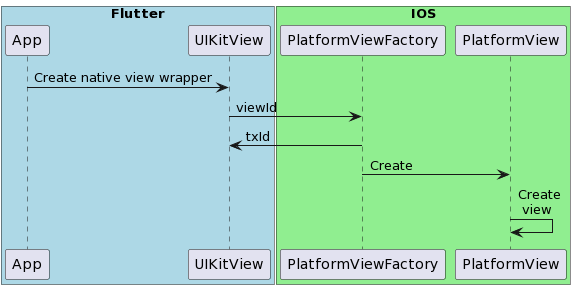 Flutter
IOS
App
UIKitView
PlatformViewFactory
PlatformView
Create native view wrapper
viewId
txId
Create
Create
view
App
UIKitView
PlatformViewFactory
PlatformView